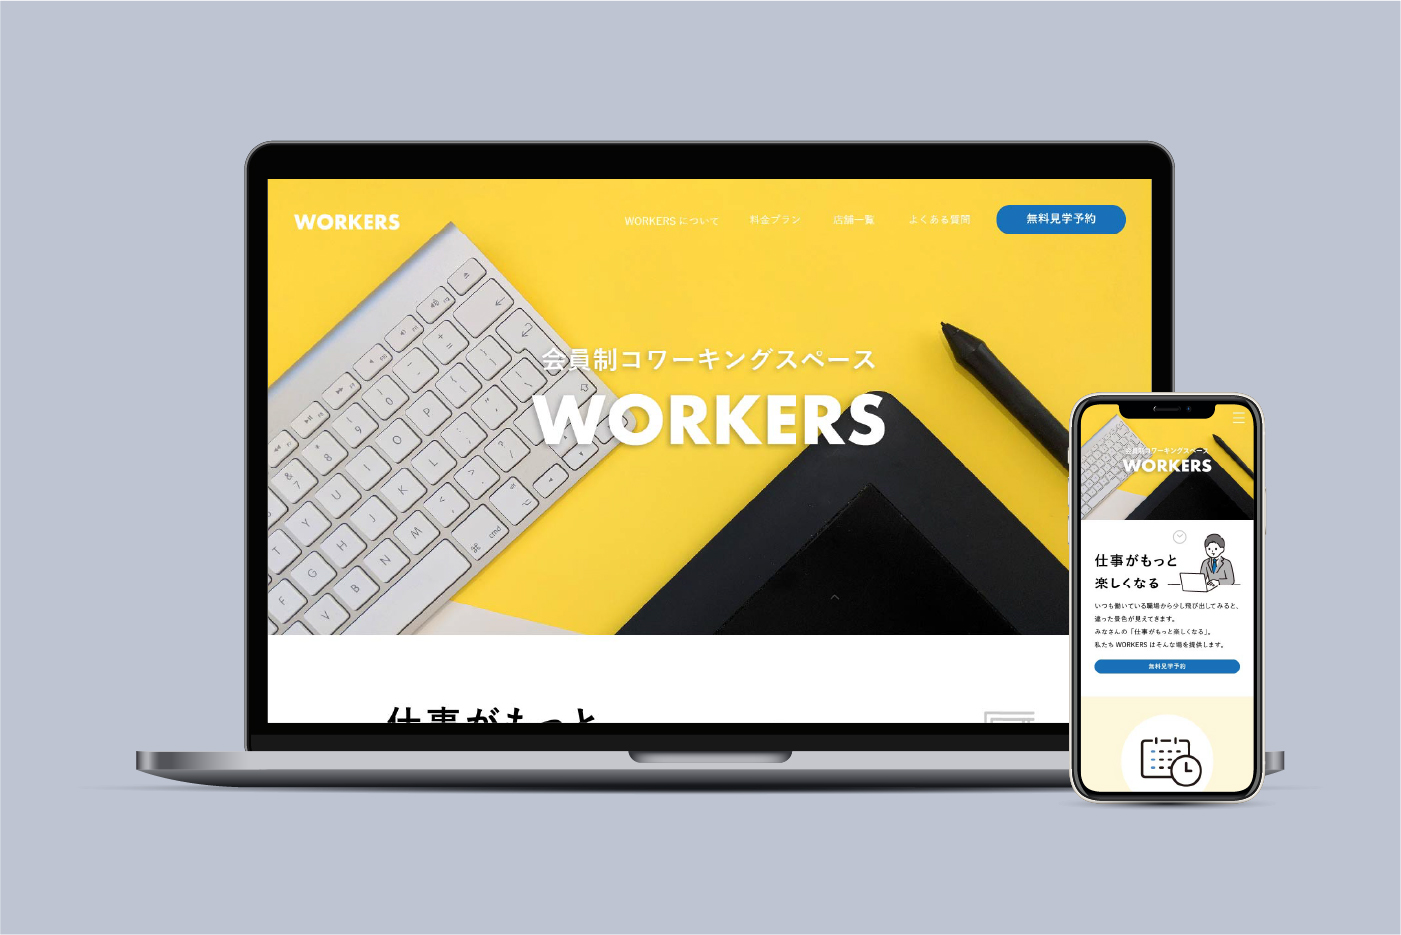 WORKERS
WORKERS について 料金プラン 店舗一覧 よくある質問 無料見学予約
会員制コワーキングスペース
WORKERS
仕事がもっと
会員制コワーキングスペース
WORKERS
仕事がもっと
楽しくなる
いつも働いている職場から少し飛び出してみると、
違った景色が見えてきます。
みなさんの「仕事がもっと楽しくなる」。
私たち WORKERS はそんな場を提供します。
無料見学予約